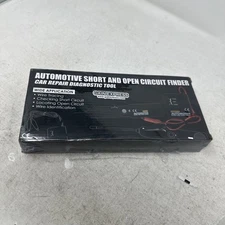 AUTOMOTIVE SHORT AND OPEN CIRCUIT FINDER
CAR REPAIR DIAGNOSTIC TOOL
WIDE APPLICATION
• Wire Tracing
• Checking Short Circuit
• Locating Open Circuit
• Wire Identification